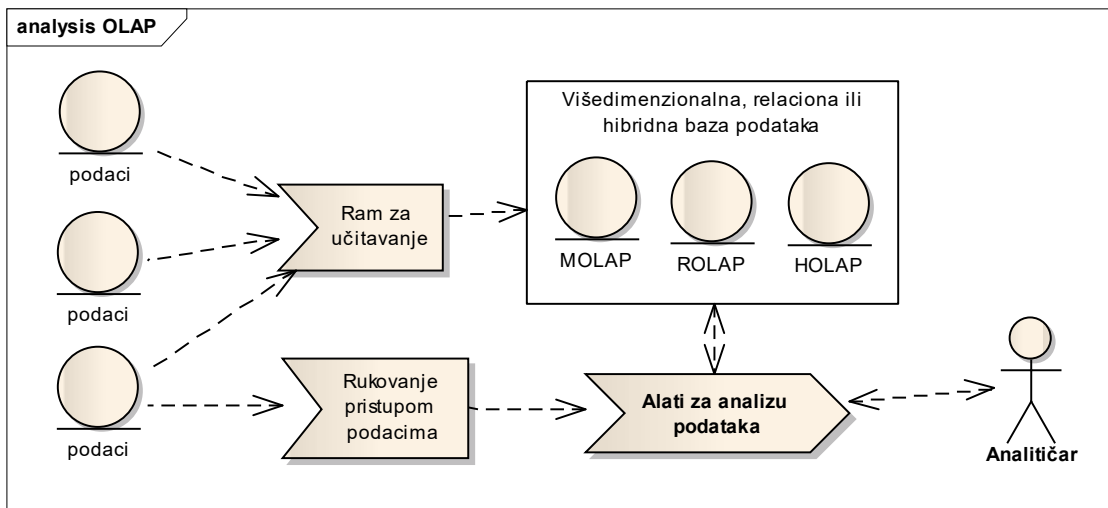 analysis OLAP
podaci
podaci
podaci
Ram za
učitavanje
Rukovanje
pristupom
podacima
Višedimenzionalna, relaciona ili
hibridna baza podataka
MOLAP
ROLAP
HOLAP
Alati za analizu
podataka
Analitičar